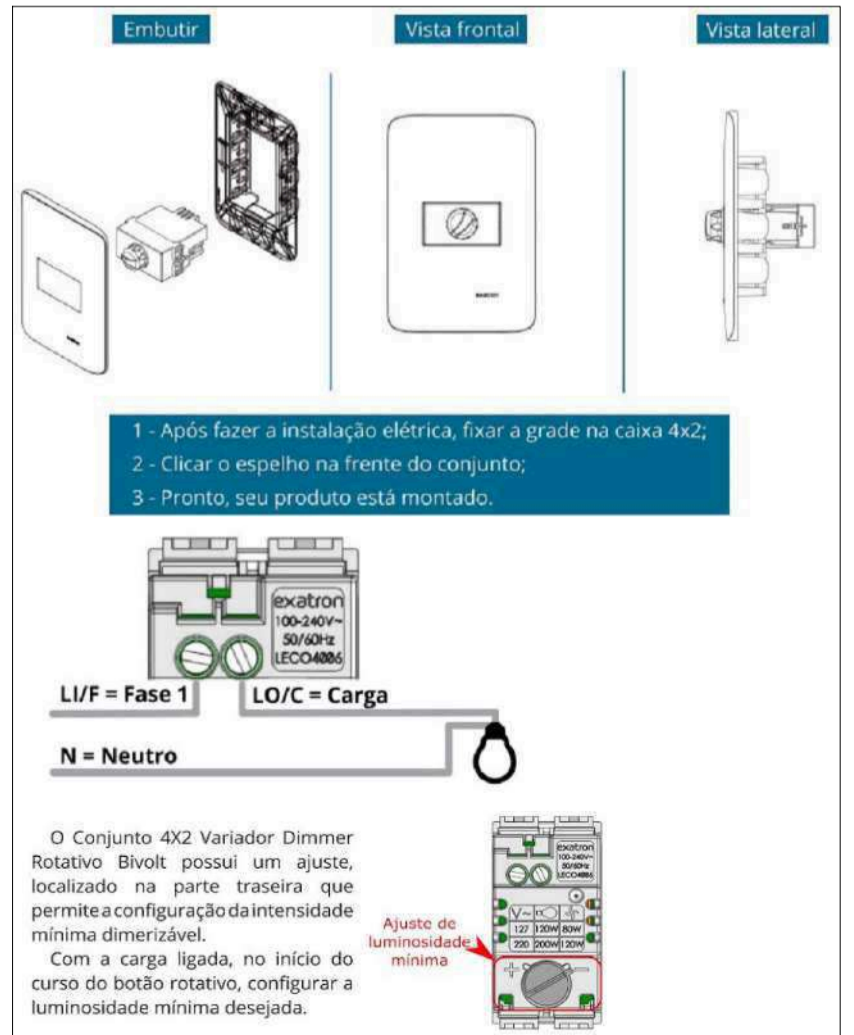 Embutir
Vista frontal
Vista lateral
1 - Após fazer a instalação elétrica, fixar a grade na caixa 4x2;
2 - Clicar o espelho na frente do conjunto;
3 - Pronto, seu produto está montado.
exatron
100-240V~
50/60Hz
LECO4006
LI/F = Fase 1
LO/C = Carga
N = Neutro
O Conjunto 4X2 Variador Dimmer
Rotativo Bivolt possui um ajuste,
localizado na parte traseira que
permite a configuração da intensidade
mínima dimerizável.
Com a carga ligada, no início do
curso do botão rotativo, configurar a
luminosidade mínima desejada.
Ajuste de
luminosidade
mínima
exatron
100-240V~
50/60Hz
LECO4006
V~
127 120W 80W
220 200W 120W
+ -